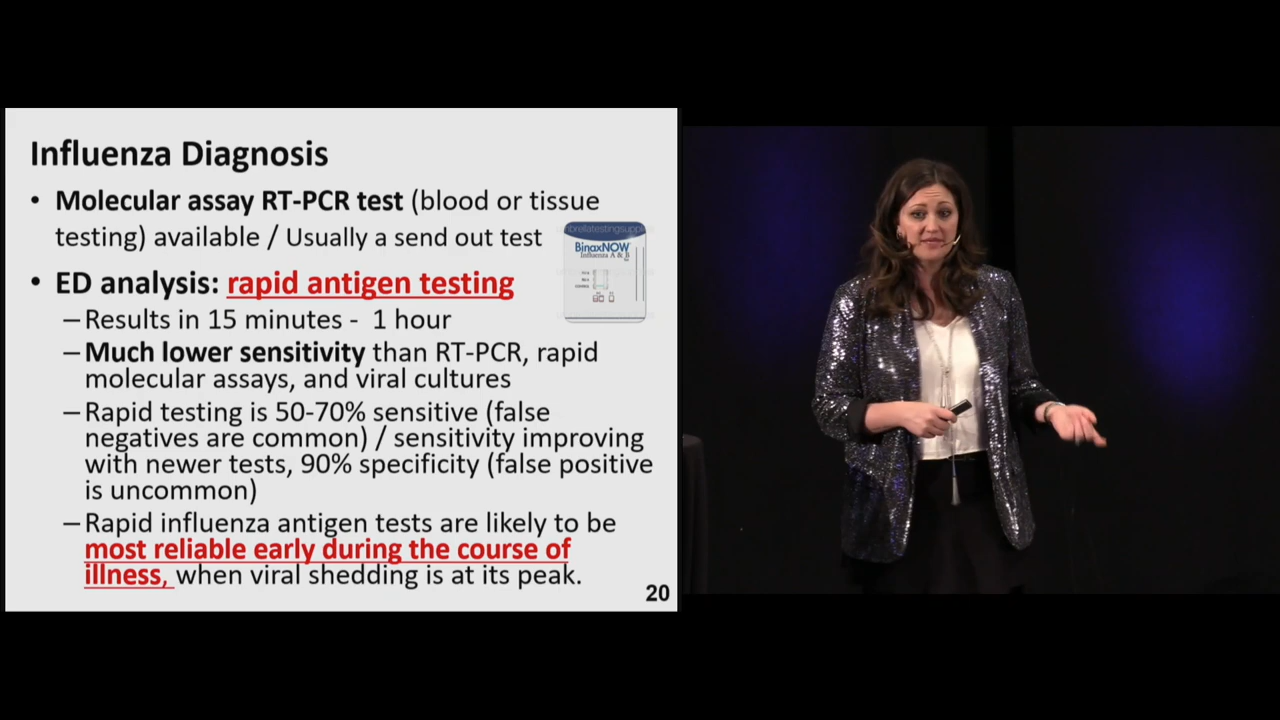 Influenza Diagnosis
• Molecular assay RT-PCR test (blood or tissue
testing) available / Usually a send out test
BinaxNOW
Influenza A & B
• ED analysis: rapid antigen testing
–Results in 15 minutes - 1 hour
–Much lower sensitivity than RT-PCR, rapid
molecular assays, and viral cultures
–Rapid testing is 50-70% sensitive (false
negatives are common) / sensitivity improving
with newer tests, 90% specificity (false positive
is uncommon)
–Rapid influenza antigen tests are likely to be
most reliable early during the course of
illness, when viral shedding is at its peak.
20